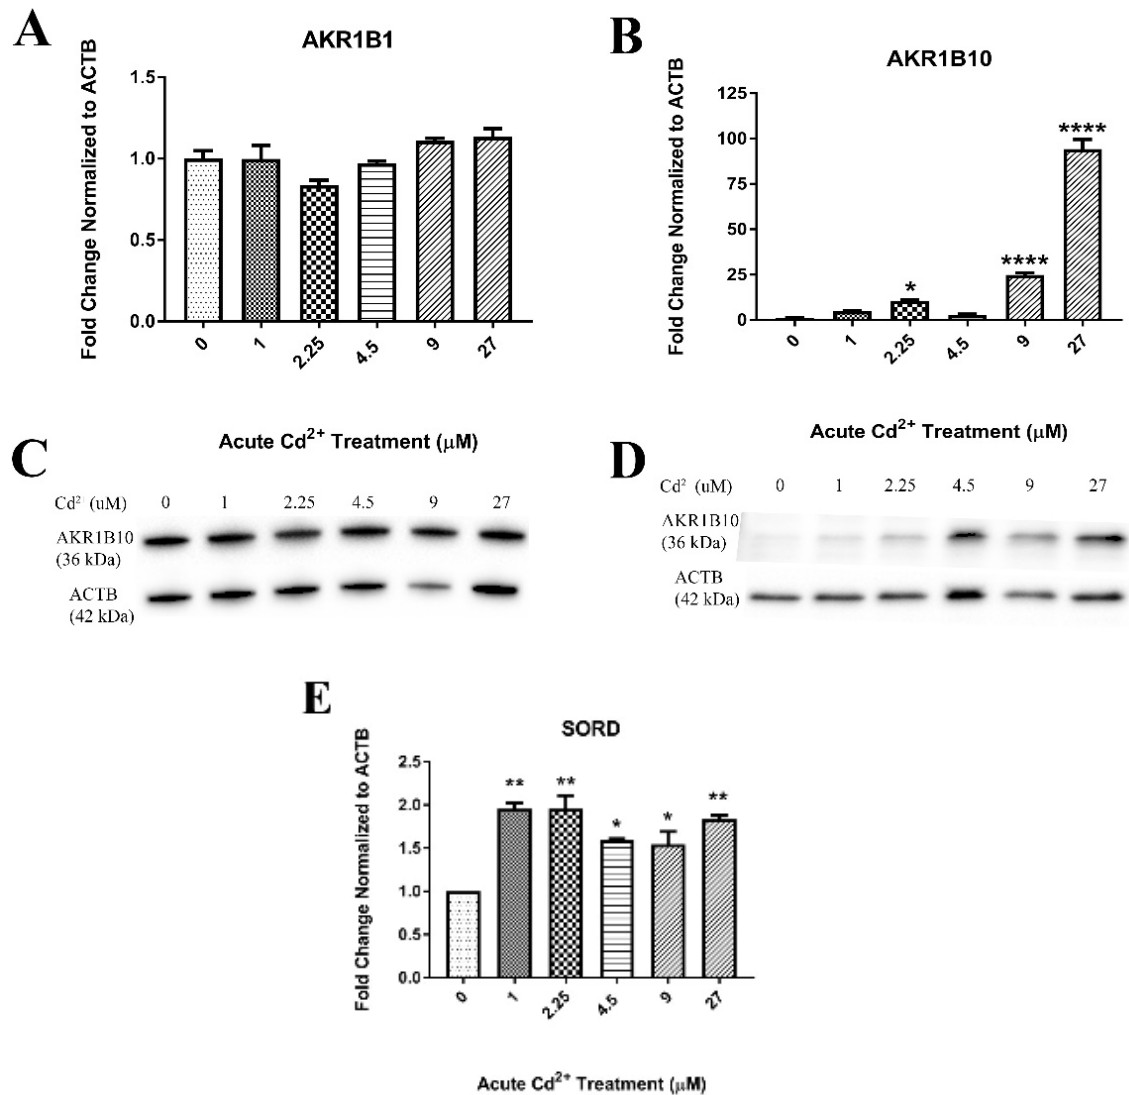 A
AKR1B1
Fold Change Normalized to ACTB
1.5
1.0
0.5
0.0
0 1 2.25 4.5 9 27
Acute Cd2+ Treatment (μM)
B
AKR1B10
Fold Change Normalized to ACTB
125
100
75
50
25
0
* **** ****
0 1 2.25 4.5 9 27
Acute Cd2+ Treatment (μM)
C
Cd2 (uM) 0 1 2.25 4.5 9 27
AKR1B10
(36 kDa)
ACTB
(42 kDa)
D
Cd2 (uM) 0 1 2.25 4.5 9 27
AKR1B10
(36 kDa)
ACTB
(42 kDa)
E
SORD
Fold Change Normalized to ACTB
2.5
2.0
1.5
1.0
0.5
0.0
** ** * * **
0 1 2.25 4.5 9 27
Acute Cd2+ Treatment (μM)